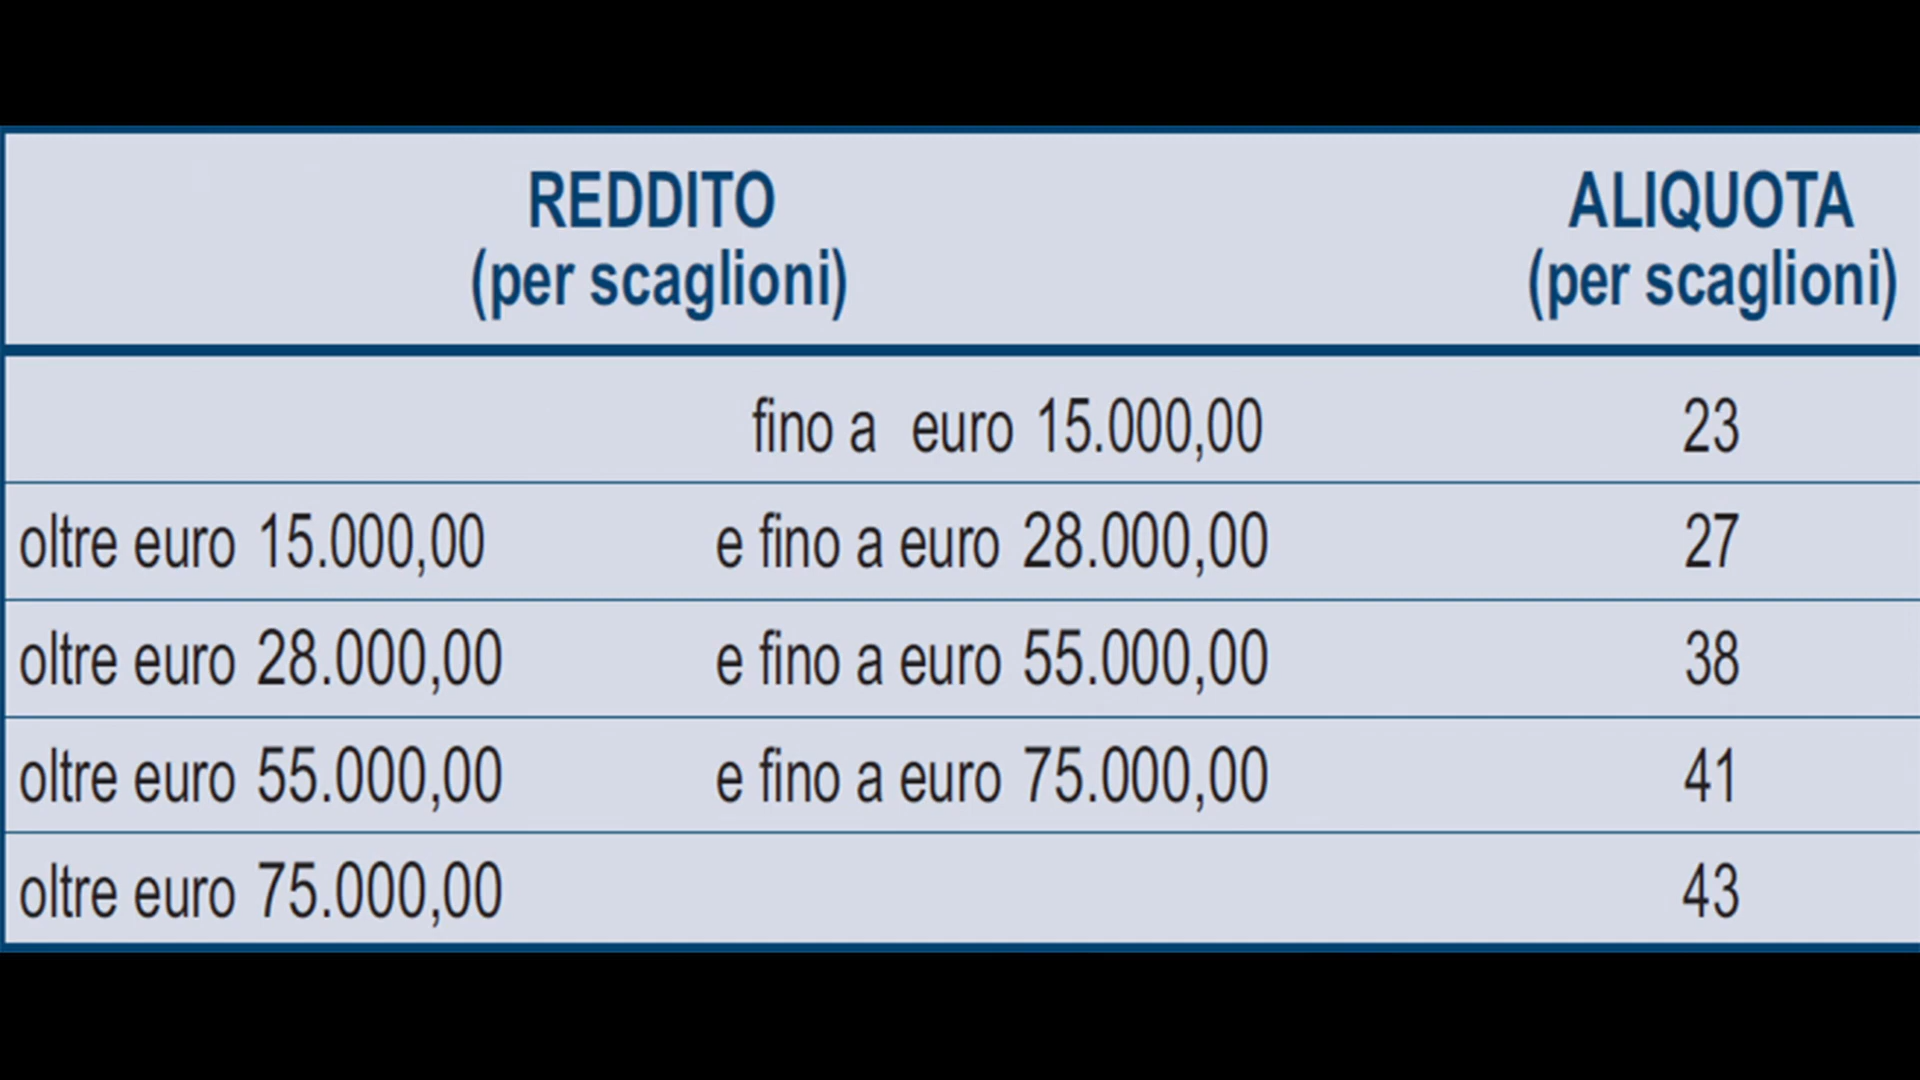 REDDITO
(per scaglioni)
ALIQUOTA
(per scaglioni)
fino a euro 15.000,00 23
oltre euro 15.000,00 e fino a euro 28.000,00 27
oltre euro 28.000,00 e fino a euro 55.000,00 38
oltre euro 55.000,00 e fino a euro 75.000,00 41
oltre euro 75.000,00 43